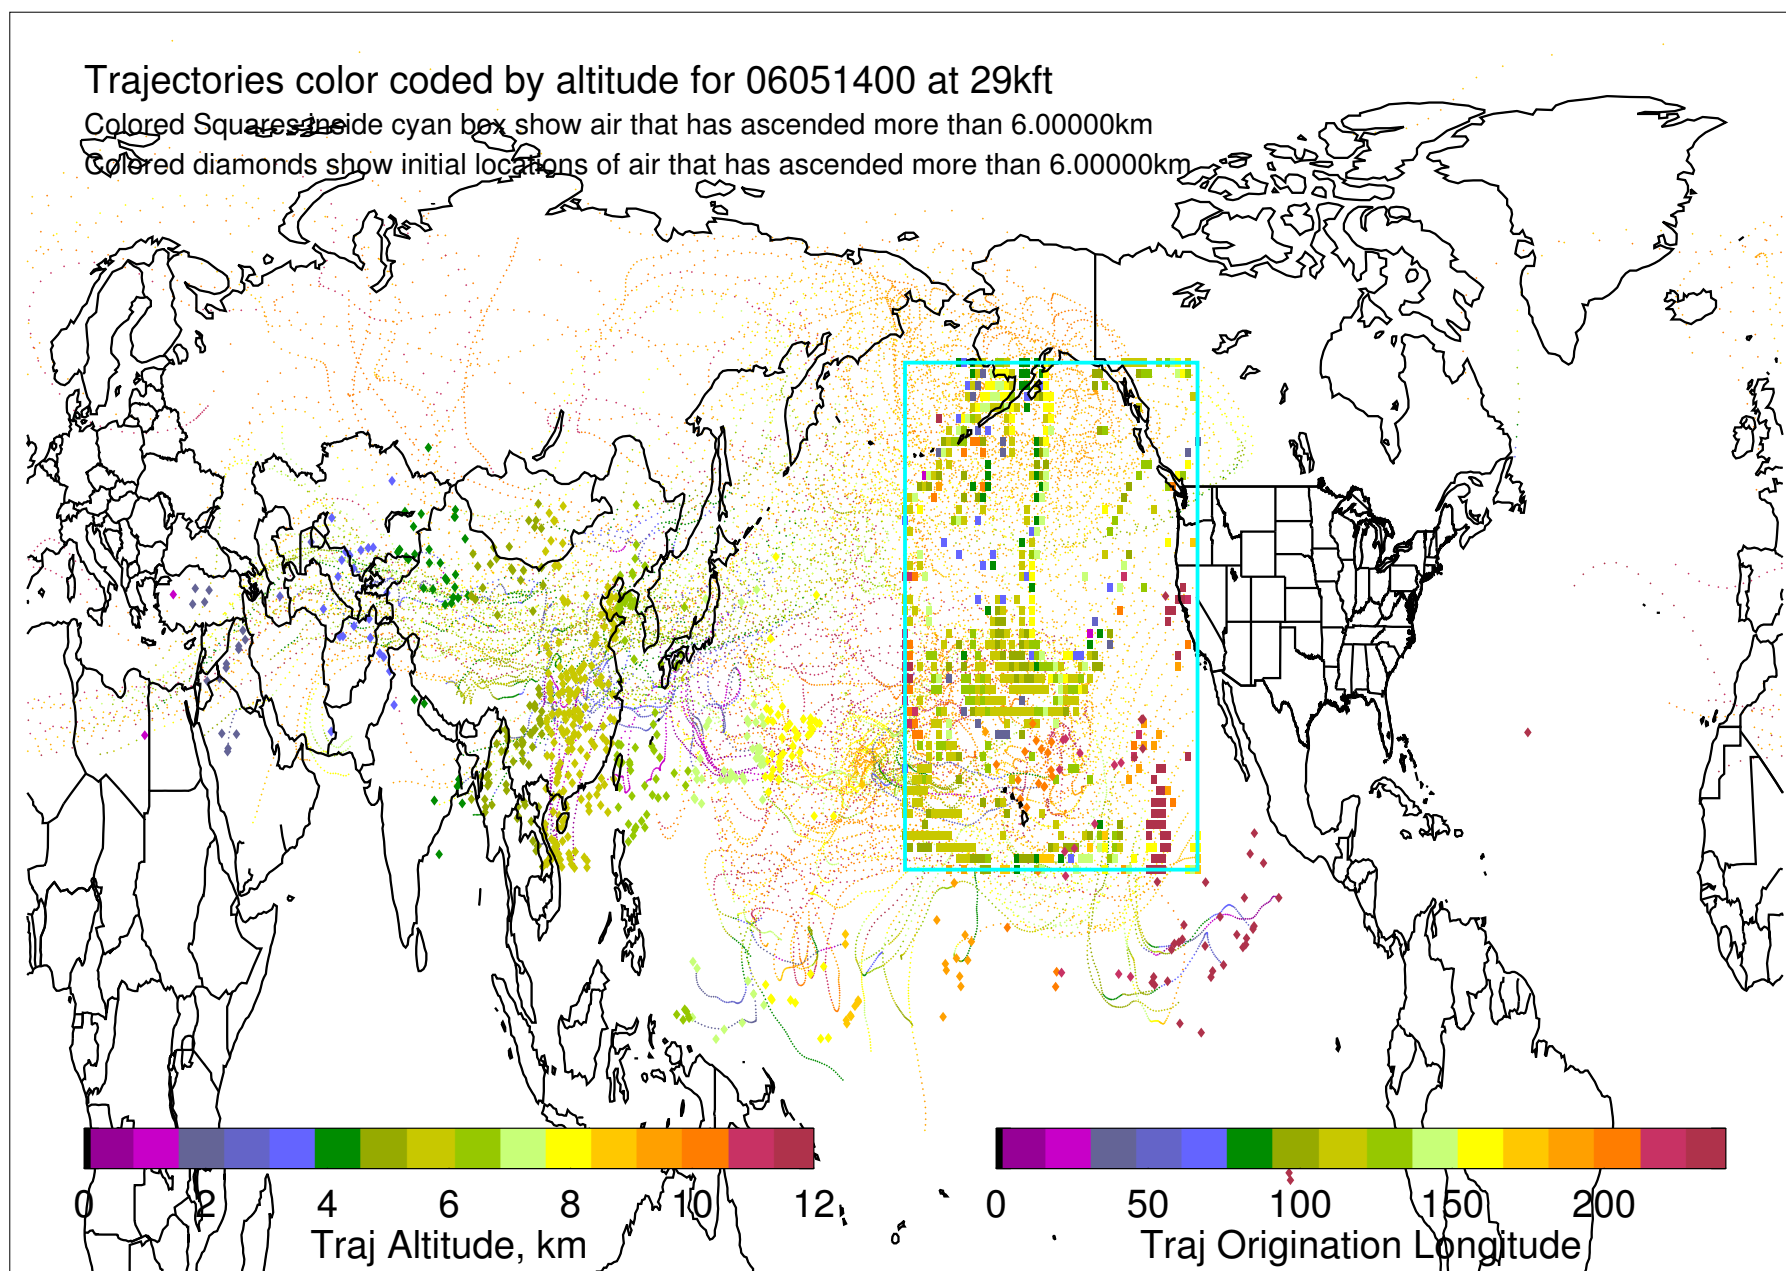 Trajectories color coded by altitude for 06051400 at 29kft
Colored Squares inside cyan box show air that has ascended more than 6.00000km
Colored diamonds show initial locations of air that has ascended more than 6.00000km
0 2 4 6 8 10 12
Traj Altitude, km
0 50 100 150 200
Traj Origination Longitude